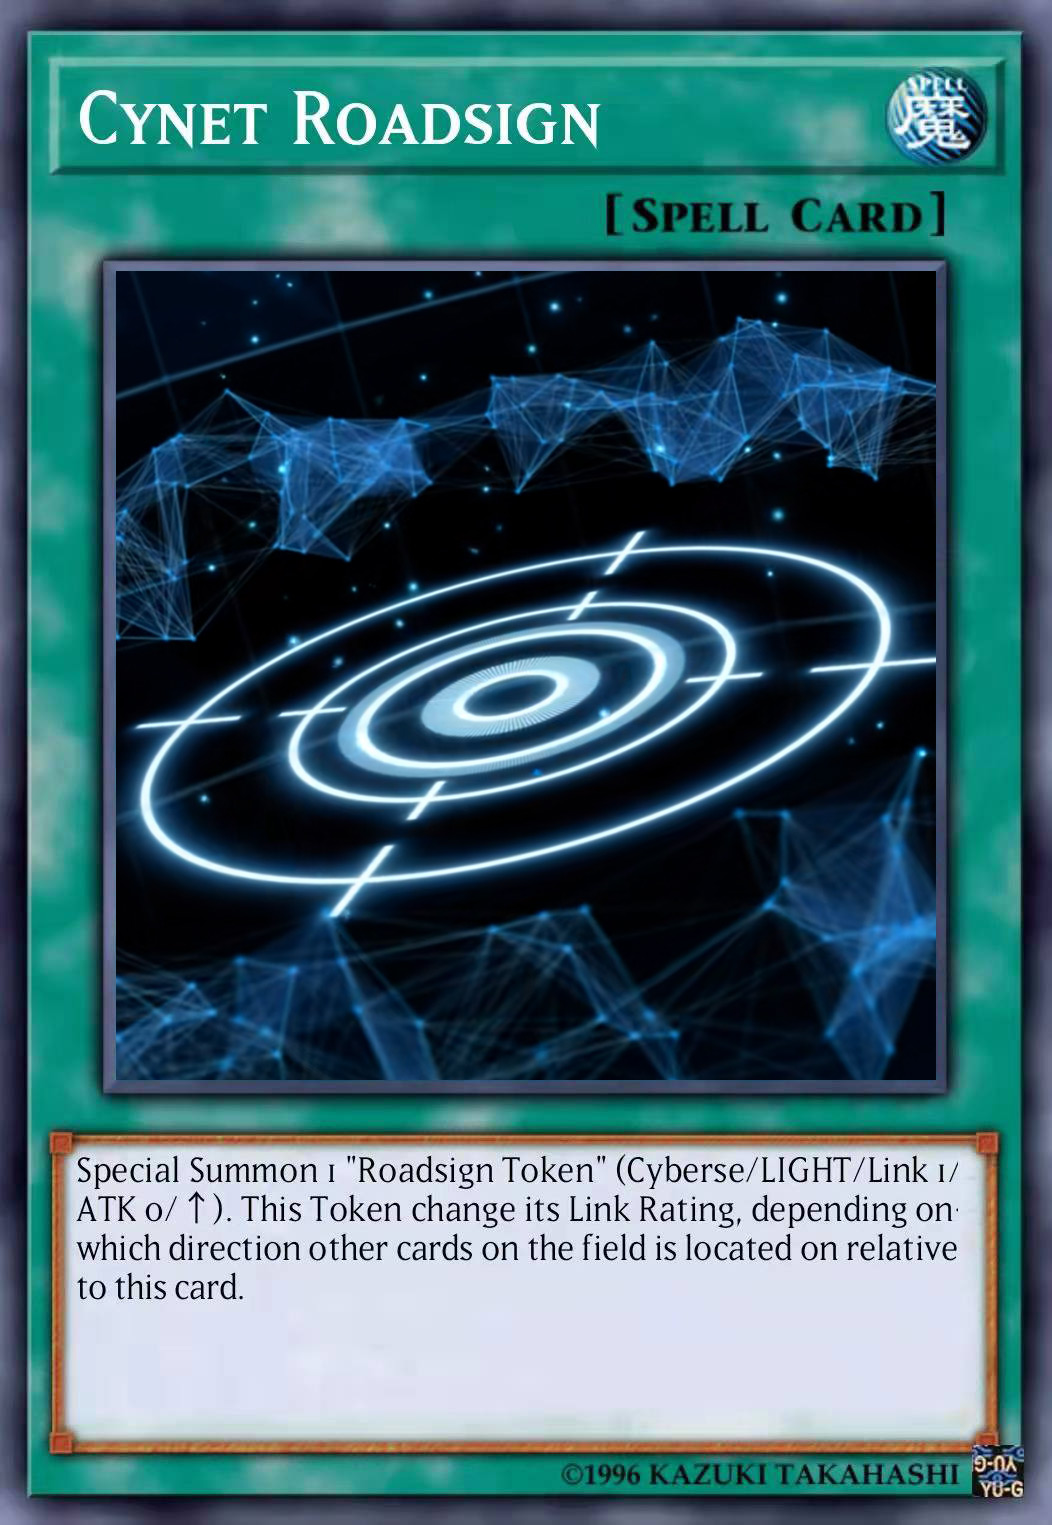 Cynet Roadsign
SPELL
魔
[Spell Card]
Special Summon 1 "Roadsign Token" (Cyberse/LIGHT/Link 1/
ATK 0/ ↑). This Token change its Link Rating, depending on
which direction other cards on the field is located on relative
to this card.
©1996 KAZUKI TAKAHASHI
YU-G
YU-G